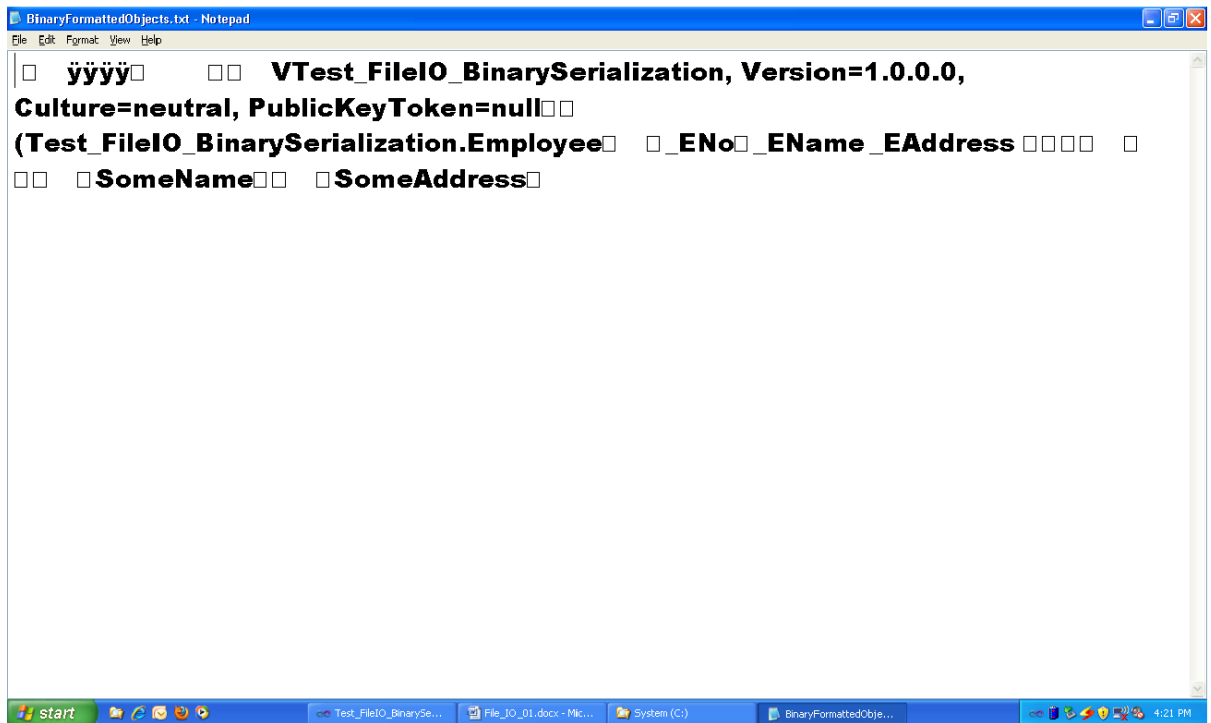 BinaryFormattedObjects.txt - Notepad
File Edit Format View Help
□ ÿÿÿÿ□ □□ VTest_FileIO_BinarySerialization, Version=1.0.0.0,
Culture=neutral, PublicKeyToken=null□□
(Test_FileIO_BinarySerialization.Employee□ □_ENo□_EName _EAddress □□□□ □
□□ □SomeName□□ □SomeAddress□
start Test_FileIO_BinarySe... File_IO_01.docx - Mic... System (C:) BinaryFormattedObje... 4:21 PM